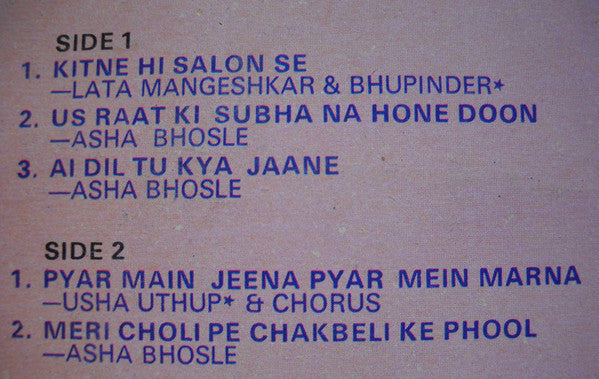 SIDE 1
1. KITNE HI SALON SE
—LATA MANGESHKAR & BHUPINDER*
2. US RAAT KI SUBHA NA HONE DOON
—ASHA BHOSLE
3. AI DIL TU KYA JAANE
—ASHA BHOSLE
SIDE 2
1. PYAR MAIN JEENA PYAR MEIN MARNA
—USHA UTHUP* & CHORUS
2. MERI CHOLI PE CHAKBELI KE PHOOL
—ASHA BHOSLE